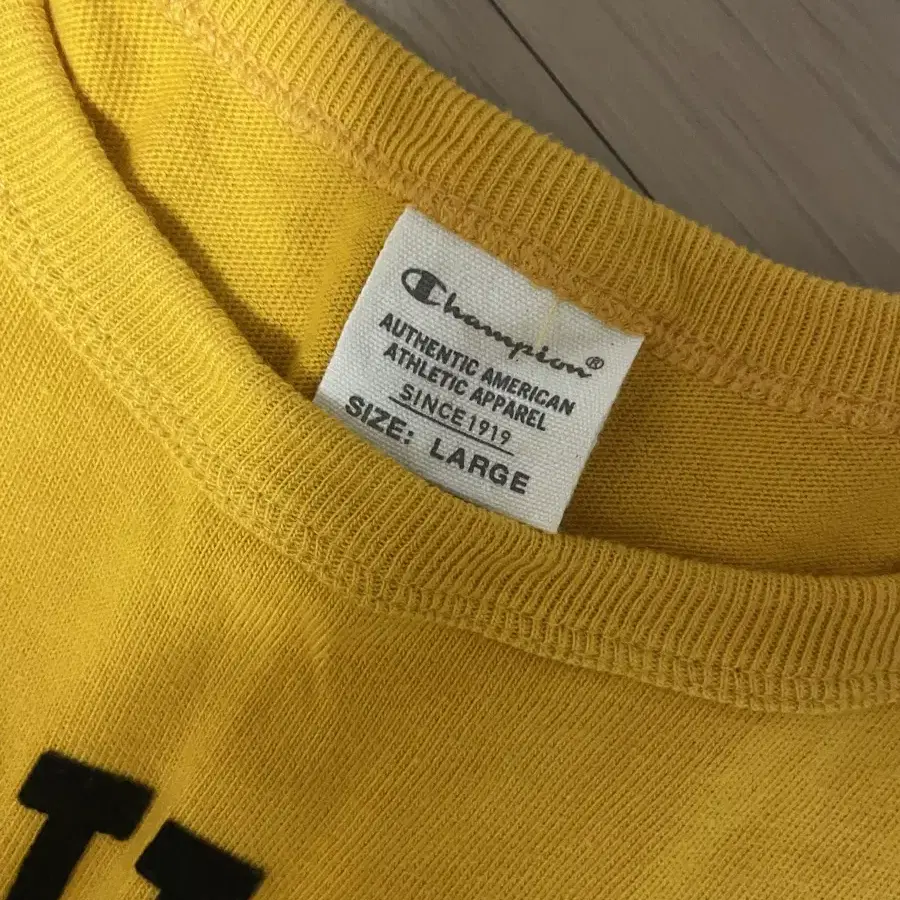 Champion®
AUTHENTIC AMERICAN
ATHLETIC APPAREL
SINCE 1919
SIZE: LARGE